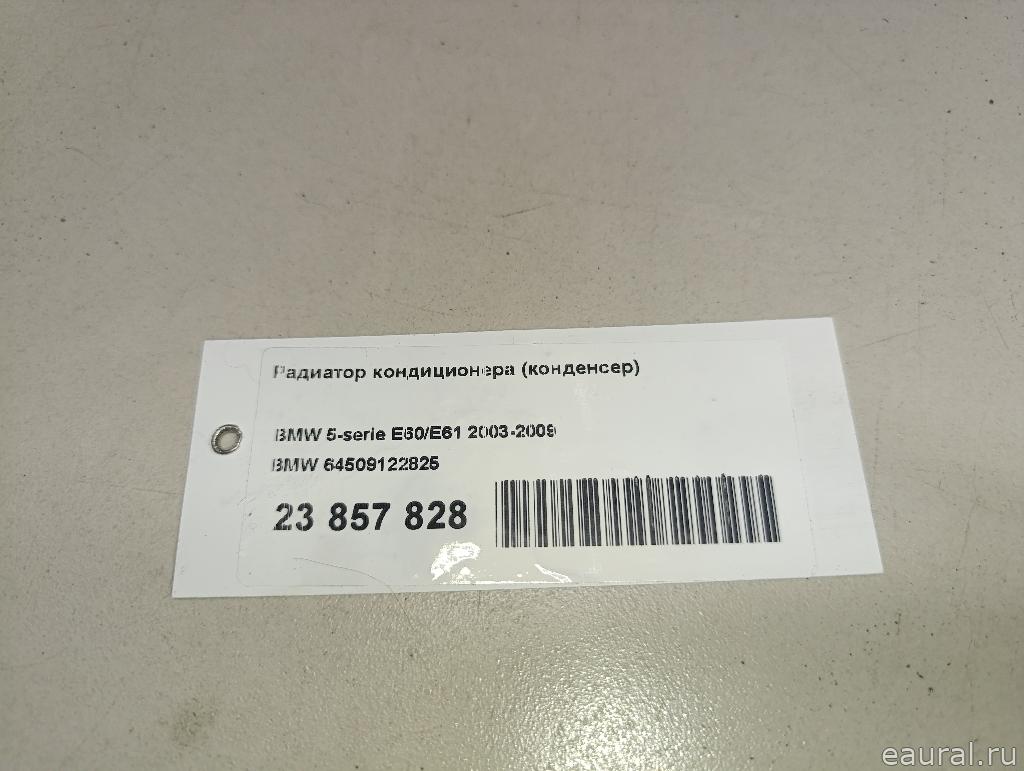 Радиатор кондиционера (конденсер)
BMW 5-serie E60/E61 2003-2009
BMW 64509122825
23 857 828
eaural.ru